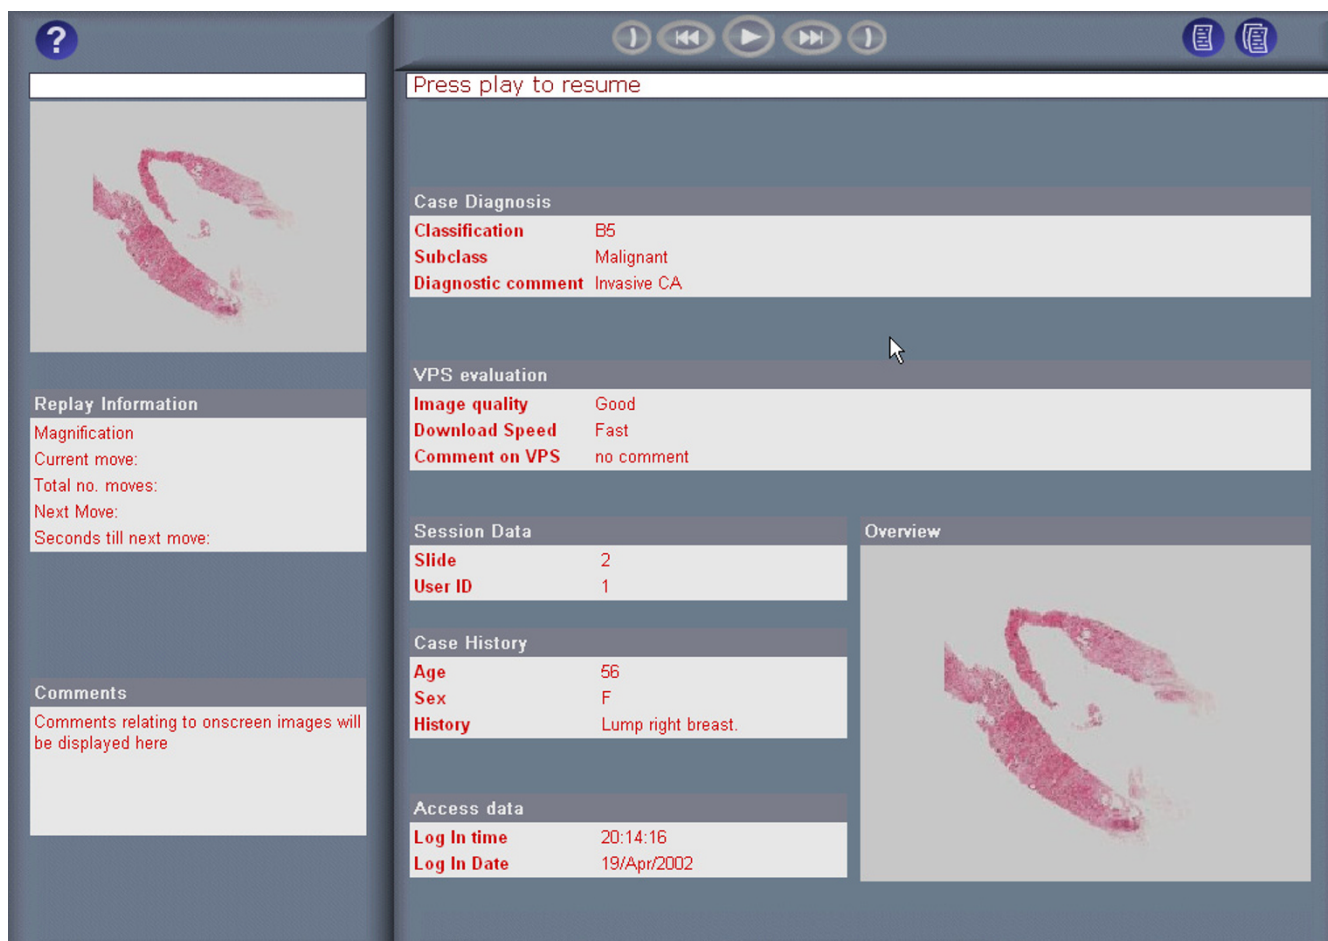 ?
Press play to resume
Case Diagnosis
Classification B5
Subclass Malignant
Diagnostic comment Invasive CA
VPS evaluation
Image quality Good
Download Speed Fast
Comment on VPS no comment
Replay Information
Magnification
Current move:
Total no. moves:
Next Move:
Seconds till next move:
Session Data
Slide 2
User ID 1
Overview
Case History
Age 56
Sex F
History Lump right breast.
Comments
Comments relating to onscreen images will
be displayed here
Access data
Log In time 20:14:16
Log In Date 19/Apr/2002